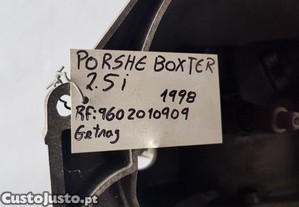 PORSHE BOXTER
2.5i
1998
RF:9602010909
Getrag
CustoJusto.pt